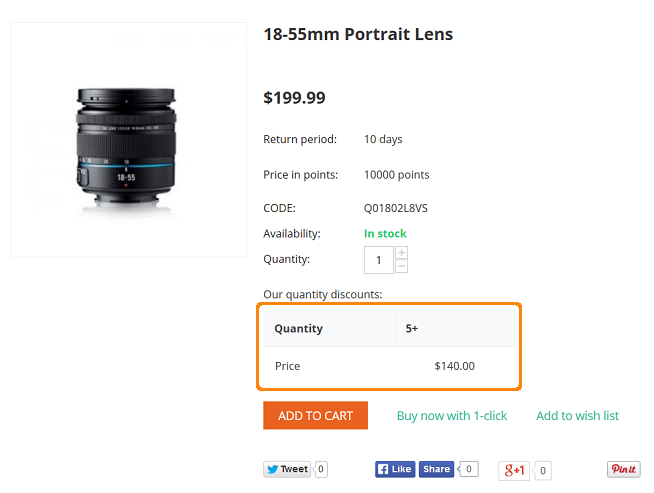 18-55mm Portrait Lens
$199.99
Return period: 10 days
Price in points: 10000 points
CODE: Q01802L8VS
Availability: In stock
Quantity: 1 + −
Our quantity discounts:
Quantity 5+
Price $140.00
ADD TO CART Buy now with 1-click Add to wish list
Tweet 0 Like Share 0 g+1 0 Pin it
18-55